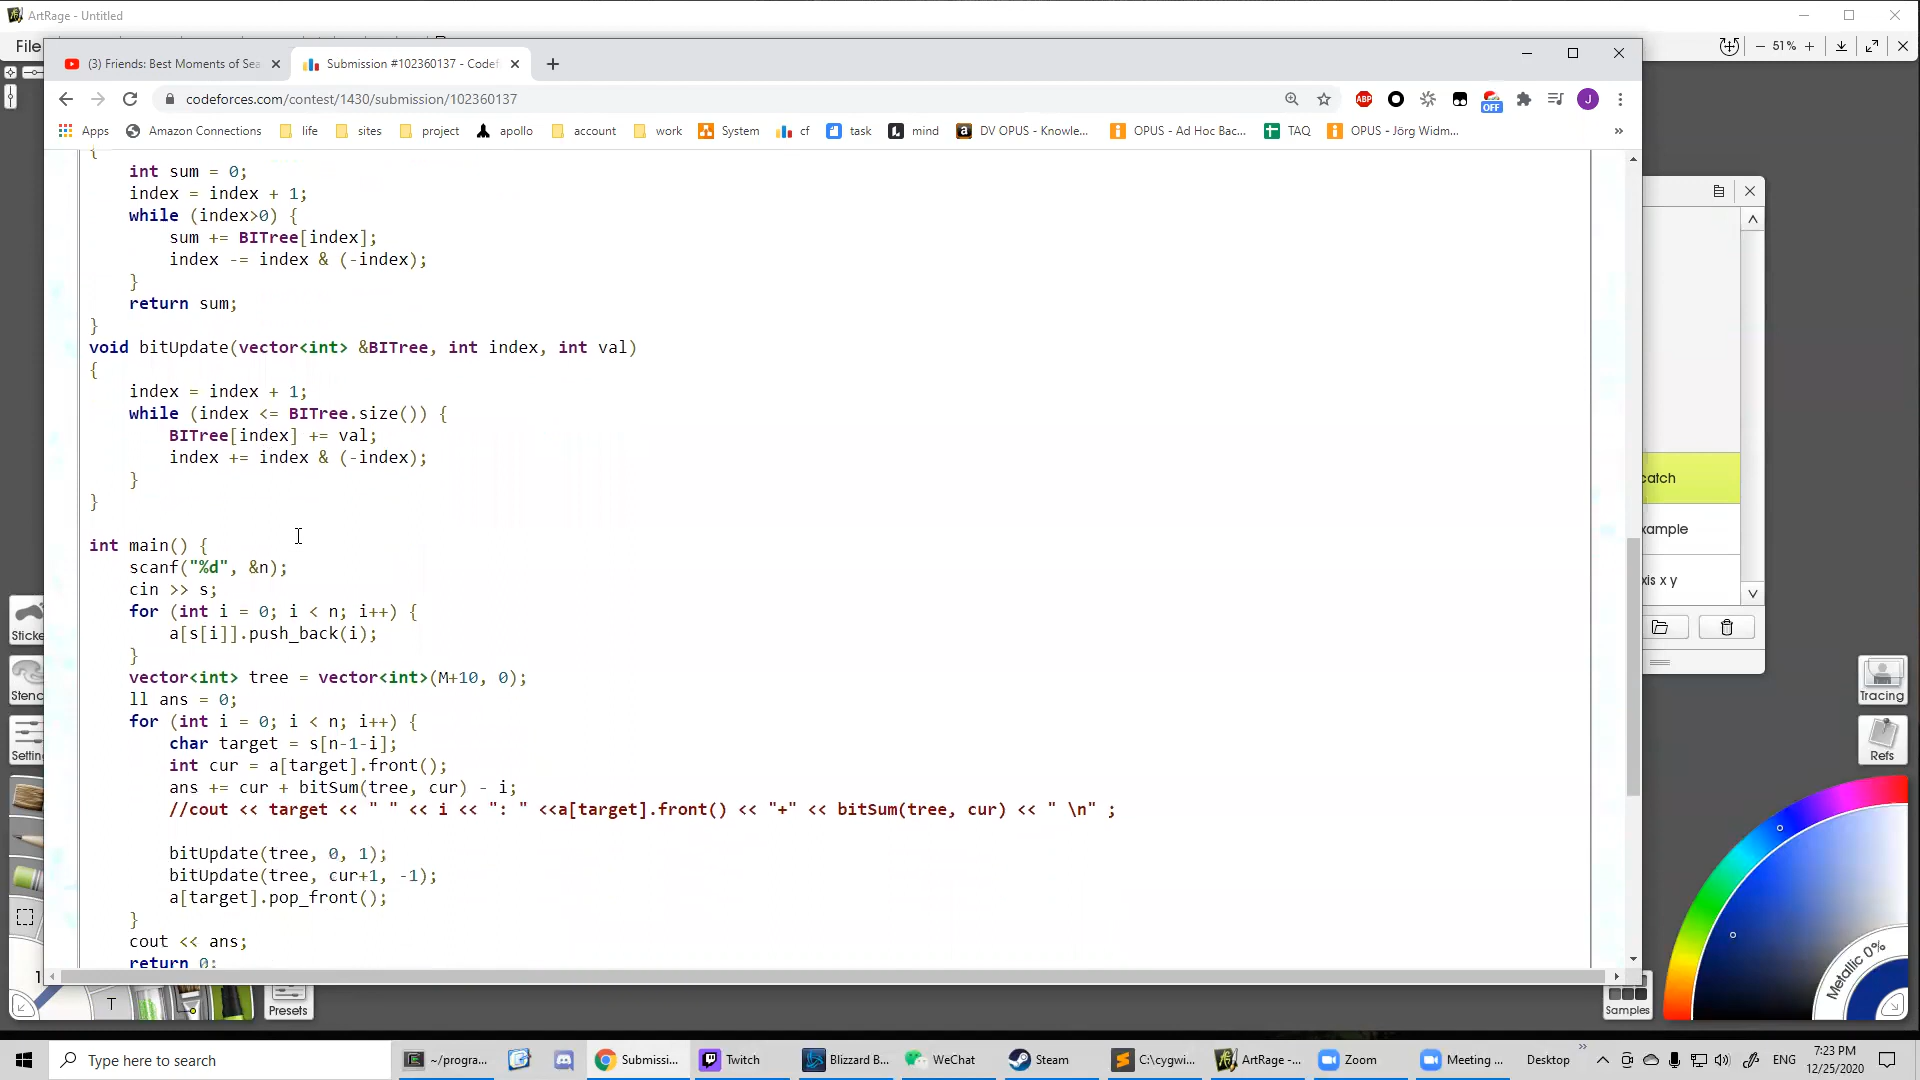 ArtRage - Untitled
File
51%
(3) Friends: Best Moments of Sea
Submission #102360137 - Codef
codeforces.com/contest/1430/submission/102360137
ABP
OFF
J
Apps
Amazon Connections
life
sites
project
apollo
account
work
System
cf
task
mind
DV OPUS - Knowle...
OPUS - Ad Hoc Bac...
TAQ
OPUS - Jörg Widm...
»
{
int sum = 0;
index = index + 1;
while (index>0) {
sum += BITree[index];
index -= index & (-index);
}
return sum;
}
void bitUpdate(vector<int> &BITree, int index, int val)
{
index = index + 1;
while (index <= BITree.size()) {
BITree[index] += val;
index += index & (-index);
}
}
int main() {
scanf("%d", &n);
cin >> s;
for (int i = 0; i < n; i++) {
a[s[i]].push_back(i);
}
vector<int> tree = vector<int>(M+10, 0);
ll ans = 0;
for (int i = 0; i < n; i++) {
char target = s[n-1-i];
int cur = a[target].front();
ans += cur + bitSum(tree, cur) - i;
//cout << target << " " << i << ": " <<a[target].front() << "+" << bitSum(tree, cur) << " \n" ;
bitUpdate(tree, 0, 1);
bitUpdate(tree, cur+1, -1);
a[target].pop_front();
}
cout << ans;
return 0;
Sticke
Stenc
Setting
T
Presets
catch
xample
xis x y
Tracing
Refs
Metallic 0%
Samples
Type here to search
~/progra...
Submissi...
Twitch
Blizzard B...
WeChat
Steam
C:\cygwi...
ArtRage -...
Zoom
Meeting ...
Desktop
»
ENG
7:23 PM
12/25/2020